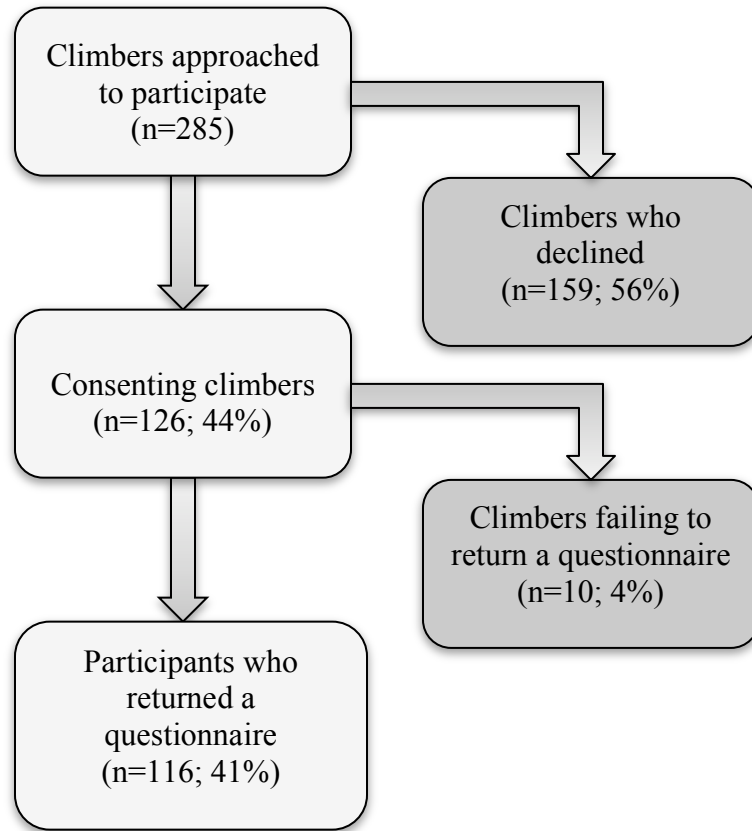 Climbers approached
to participate
(n=285)
Climbers who
declined
(n=159; 56%)
Consenting climbers
(n=126; 44%)
Climbers failing to
return a questionnaire
(n=10; 4%)
Participants who
returned a
questionnaire
(n=116; 41%)